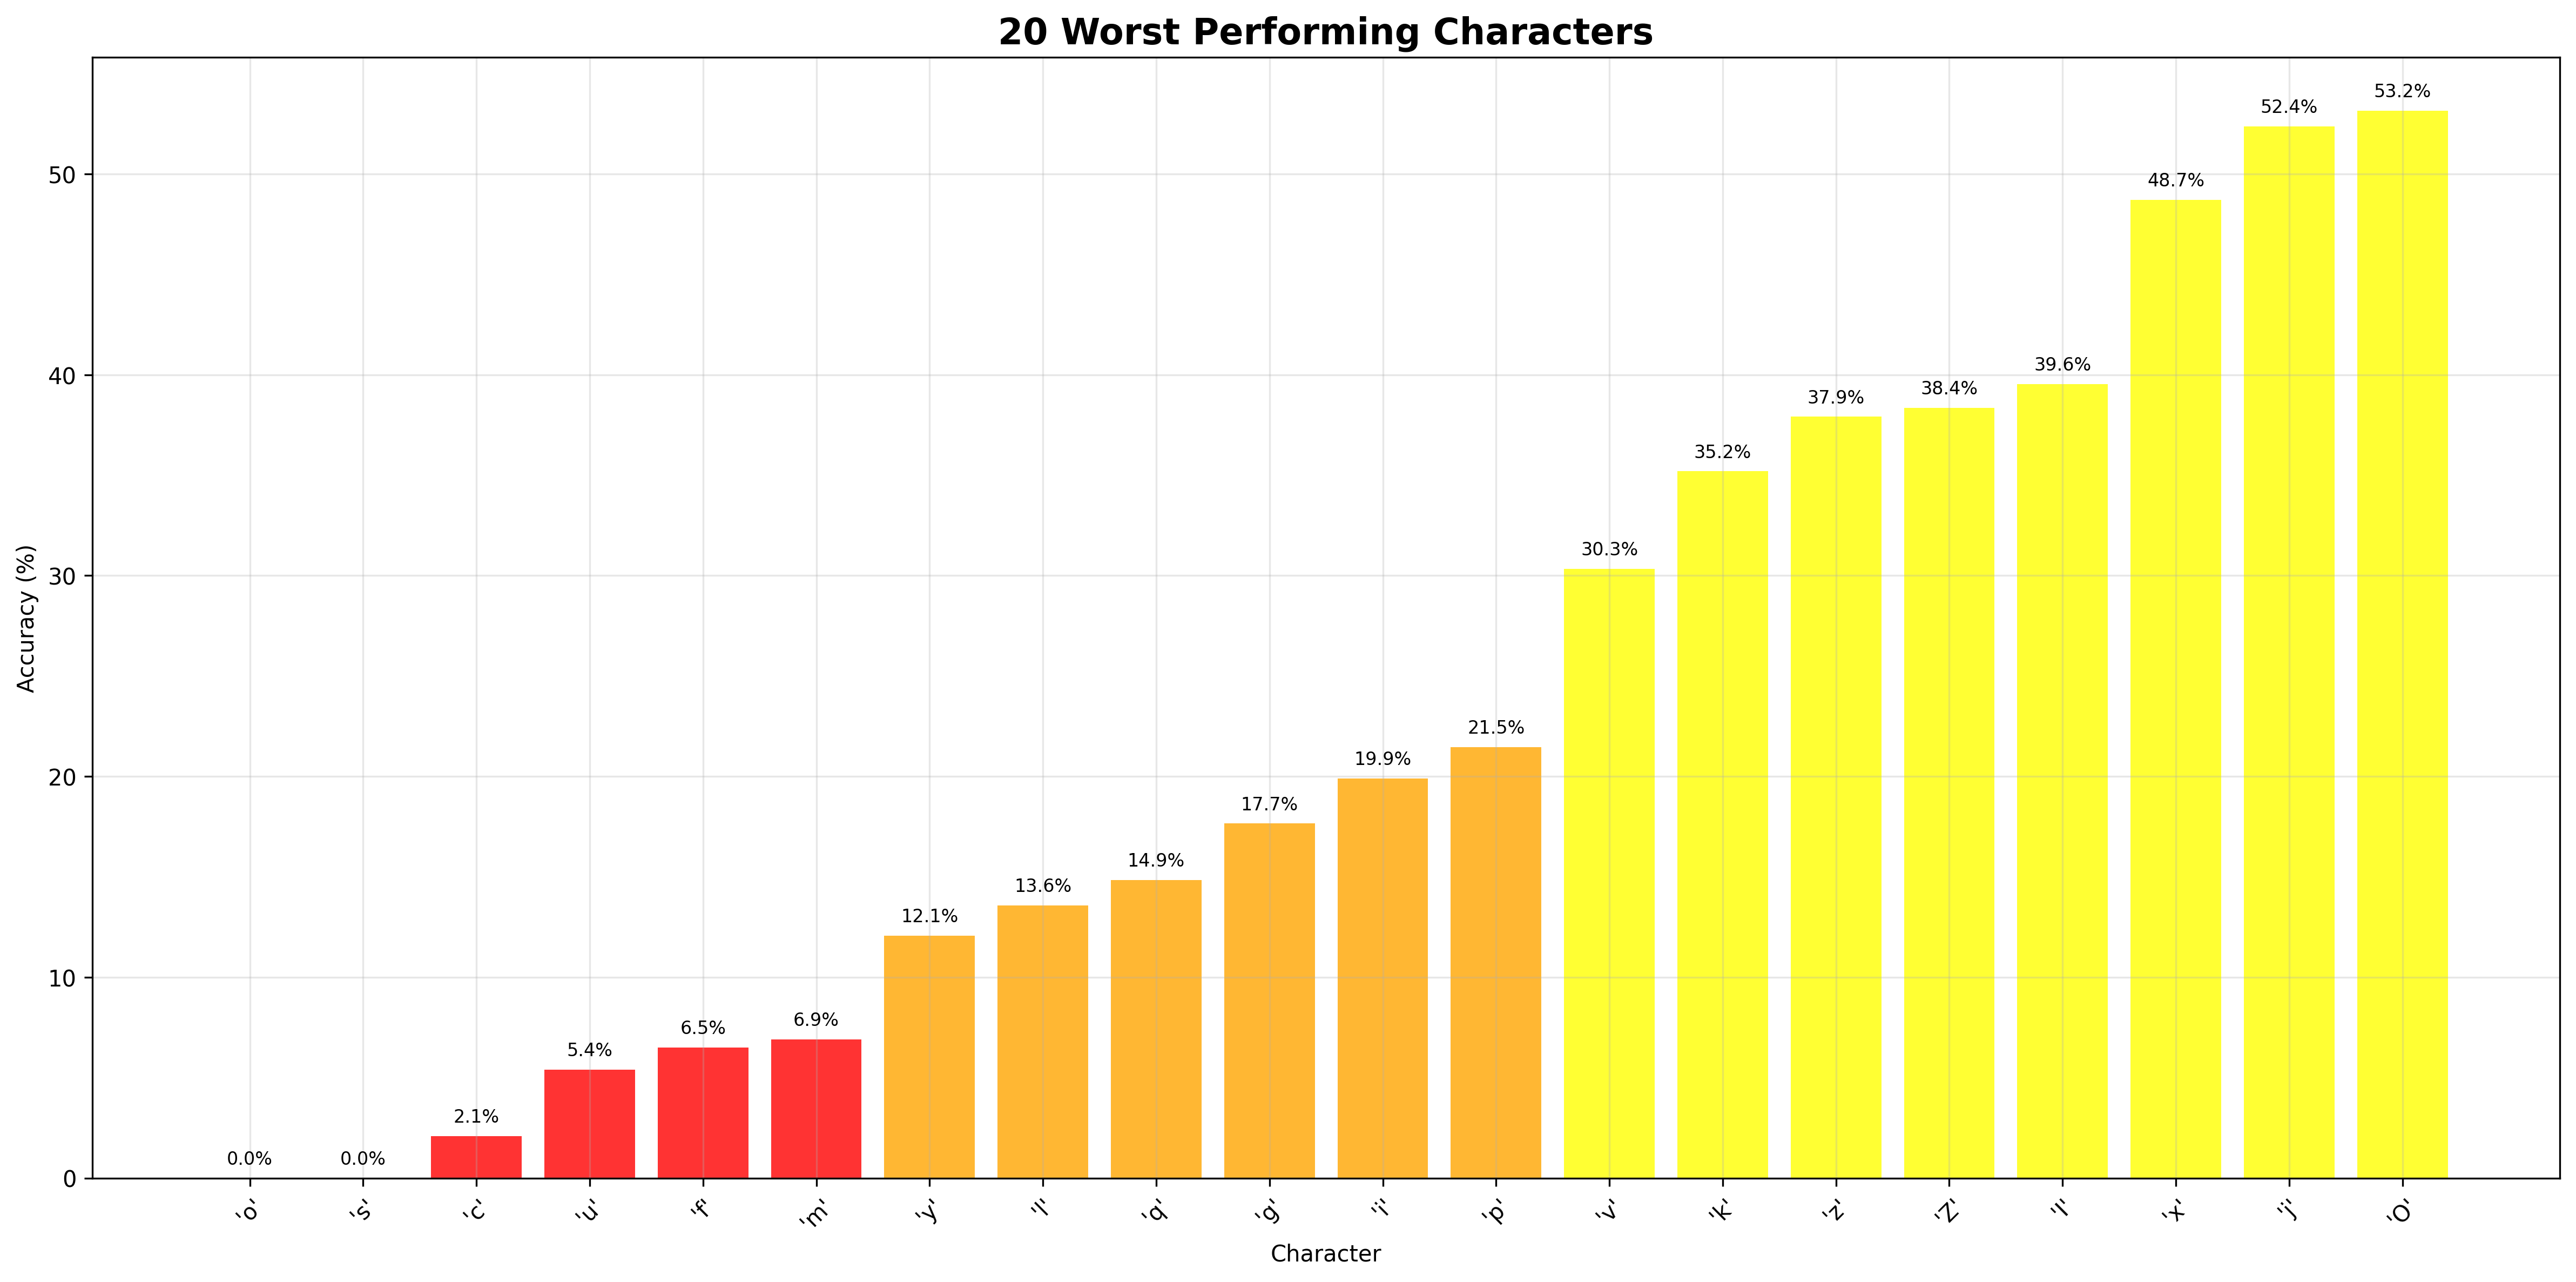 20 Worst Performing Characters
Accuracy (%)
50
40
30
20
10
0
0.0%
0.0%
2.1%
5.4%
6.5%
6.9%
12.1%
13.6%
14.9%
17.7%
19.9%
21.5%
30.3%
35.2%
37.9%
38.4%
39.6%
48.7%
52.4%
53.2%
'o'
's'
'c'
'u'
'f'
'm'
'y'
'l'
'q'
'g'
'i'
'p'
'v'
'k'
'z'
'Z'
'I'
'x'
'j'
'O'
Character